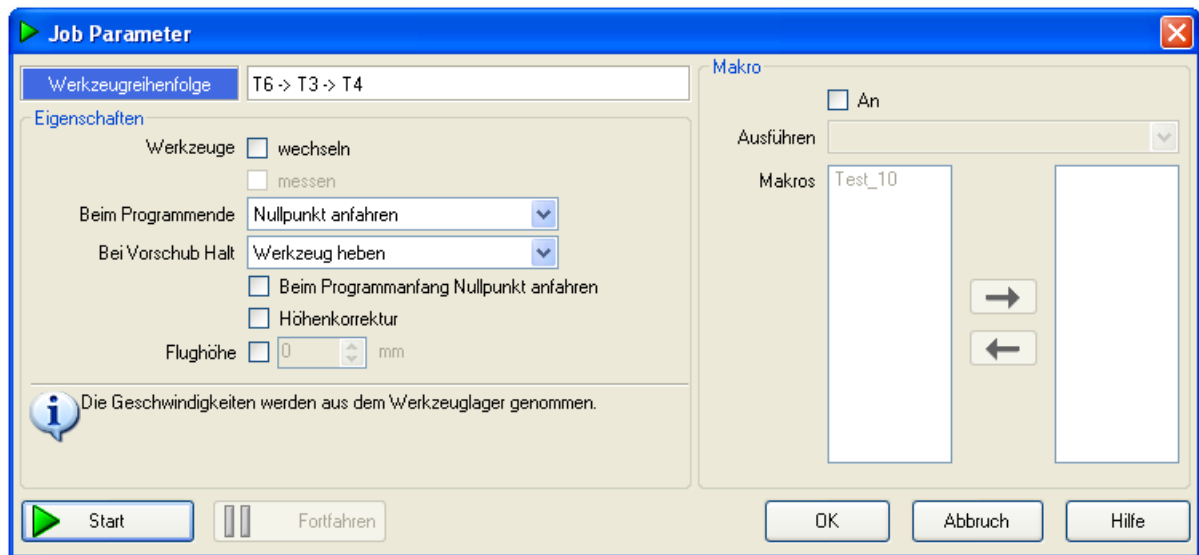 Job Parameter
Werkzeugreihenfolge T6 -> T3 -> T4
Eigenschaften
Werkzeuge wechseln
messen
Beim Programmende Nullpunkt anfahren
Bei Vorschub Halt Werkzeug heben
Beim Programmanfang Nullpunkt anfahren
Höhenkorrektur
Flughöhe 0 mm
Die Geschwindigkeiten werden aus dem Werkzeuglager genommen.
Makro
An
Ausführen
Makros Test_10
Start Fortfahren OK Abbruch Hilfe